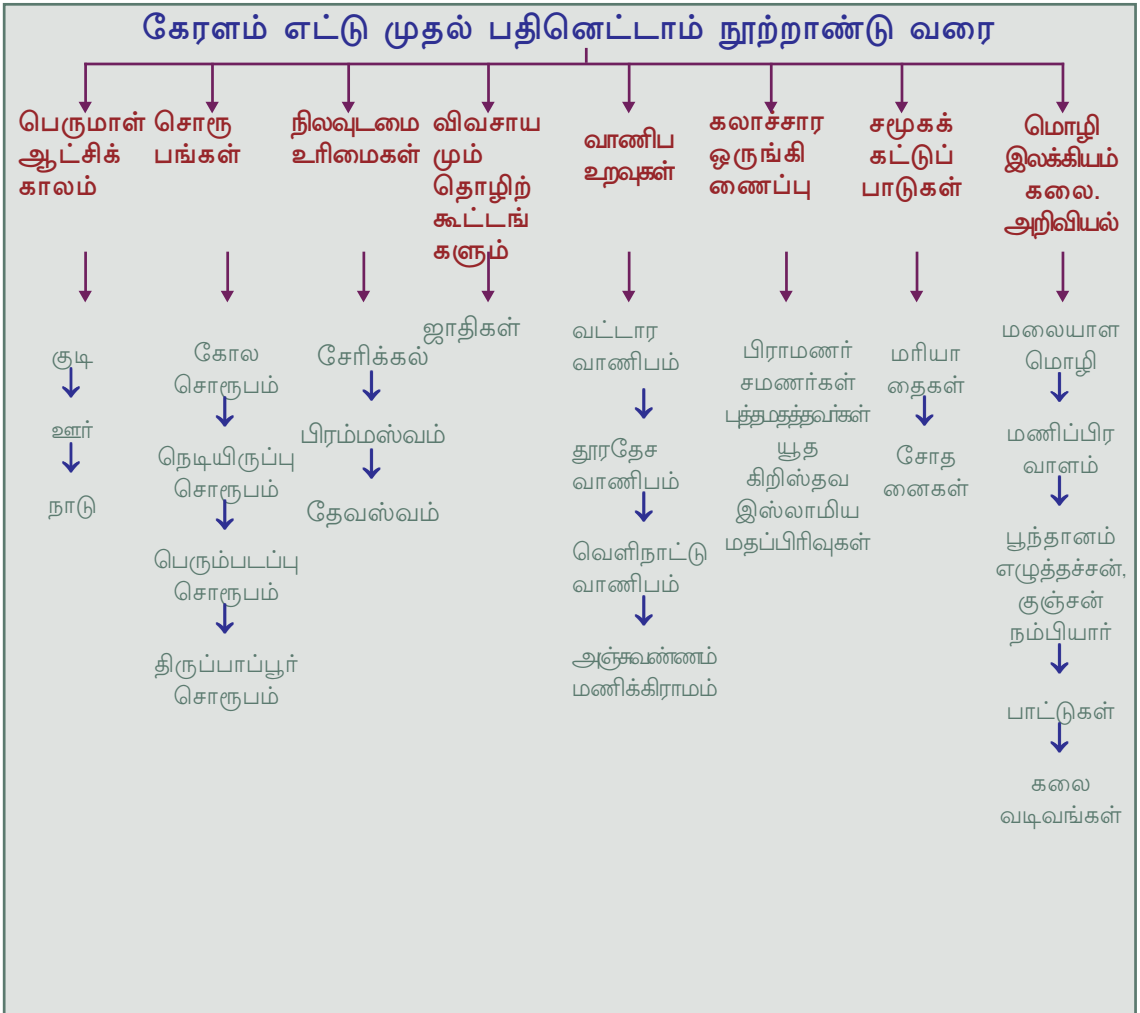 கேரளம் எட்டு முதல் பதினெட்டாம் நூற்றாண்டு வரை
பெருமாள்
ஆட்சிக்
காலம்
சொரூ
பங்கள்
நிலவுடமை
உரிமைகள்
விவசாய
மும்
தொழிற்
கூட்டங்
களும்
வாணிப
உறவுகள்
கலாச்சார
ஒருங்கி
ணைப்பு
சமூகக்
கட்டுப்
பாடுகள்
மொழி
இலக்கியம்
கலை.
அறிவியல்
குடி
ஊர்
நாடு
கோல
சொரூபம்
நெடியிருப்பு
சொரூபம்
பெரும்படப்பு
சொரூபம்
திருப்பாப்பூர்
சொரூபம்
சேரிக்கல்
பிரம்மஸ்வம்
தேவஸ்வம்
ஜாதிகள்
வட்டார
வாணிபம்
தூரதேச
வாணிபம்
வெளிநாட்டு
வாணிபம்
அஞ்சுவண்ணம்
மணிக்கிராமம்
பிராமணர்
சமணர்கள்
புத்தமதத்தவர்கள்
யூத
கிறிஸ்தவ
இஸ்லாமிய
மதப்பிரிவுகள்
மரியா
தைகள்
சோத
னைகள்
மலையாள
மொழி
மணிப்பிர
வாளம்
பூந்தானம்
எழுத்தச்சன்,
குஞ்சன்
நம்பியார்
பாட்டுகள்
கலை
வடிவங்கள்